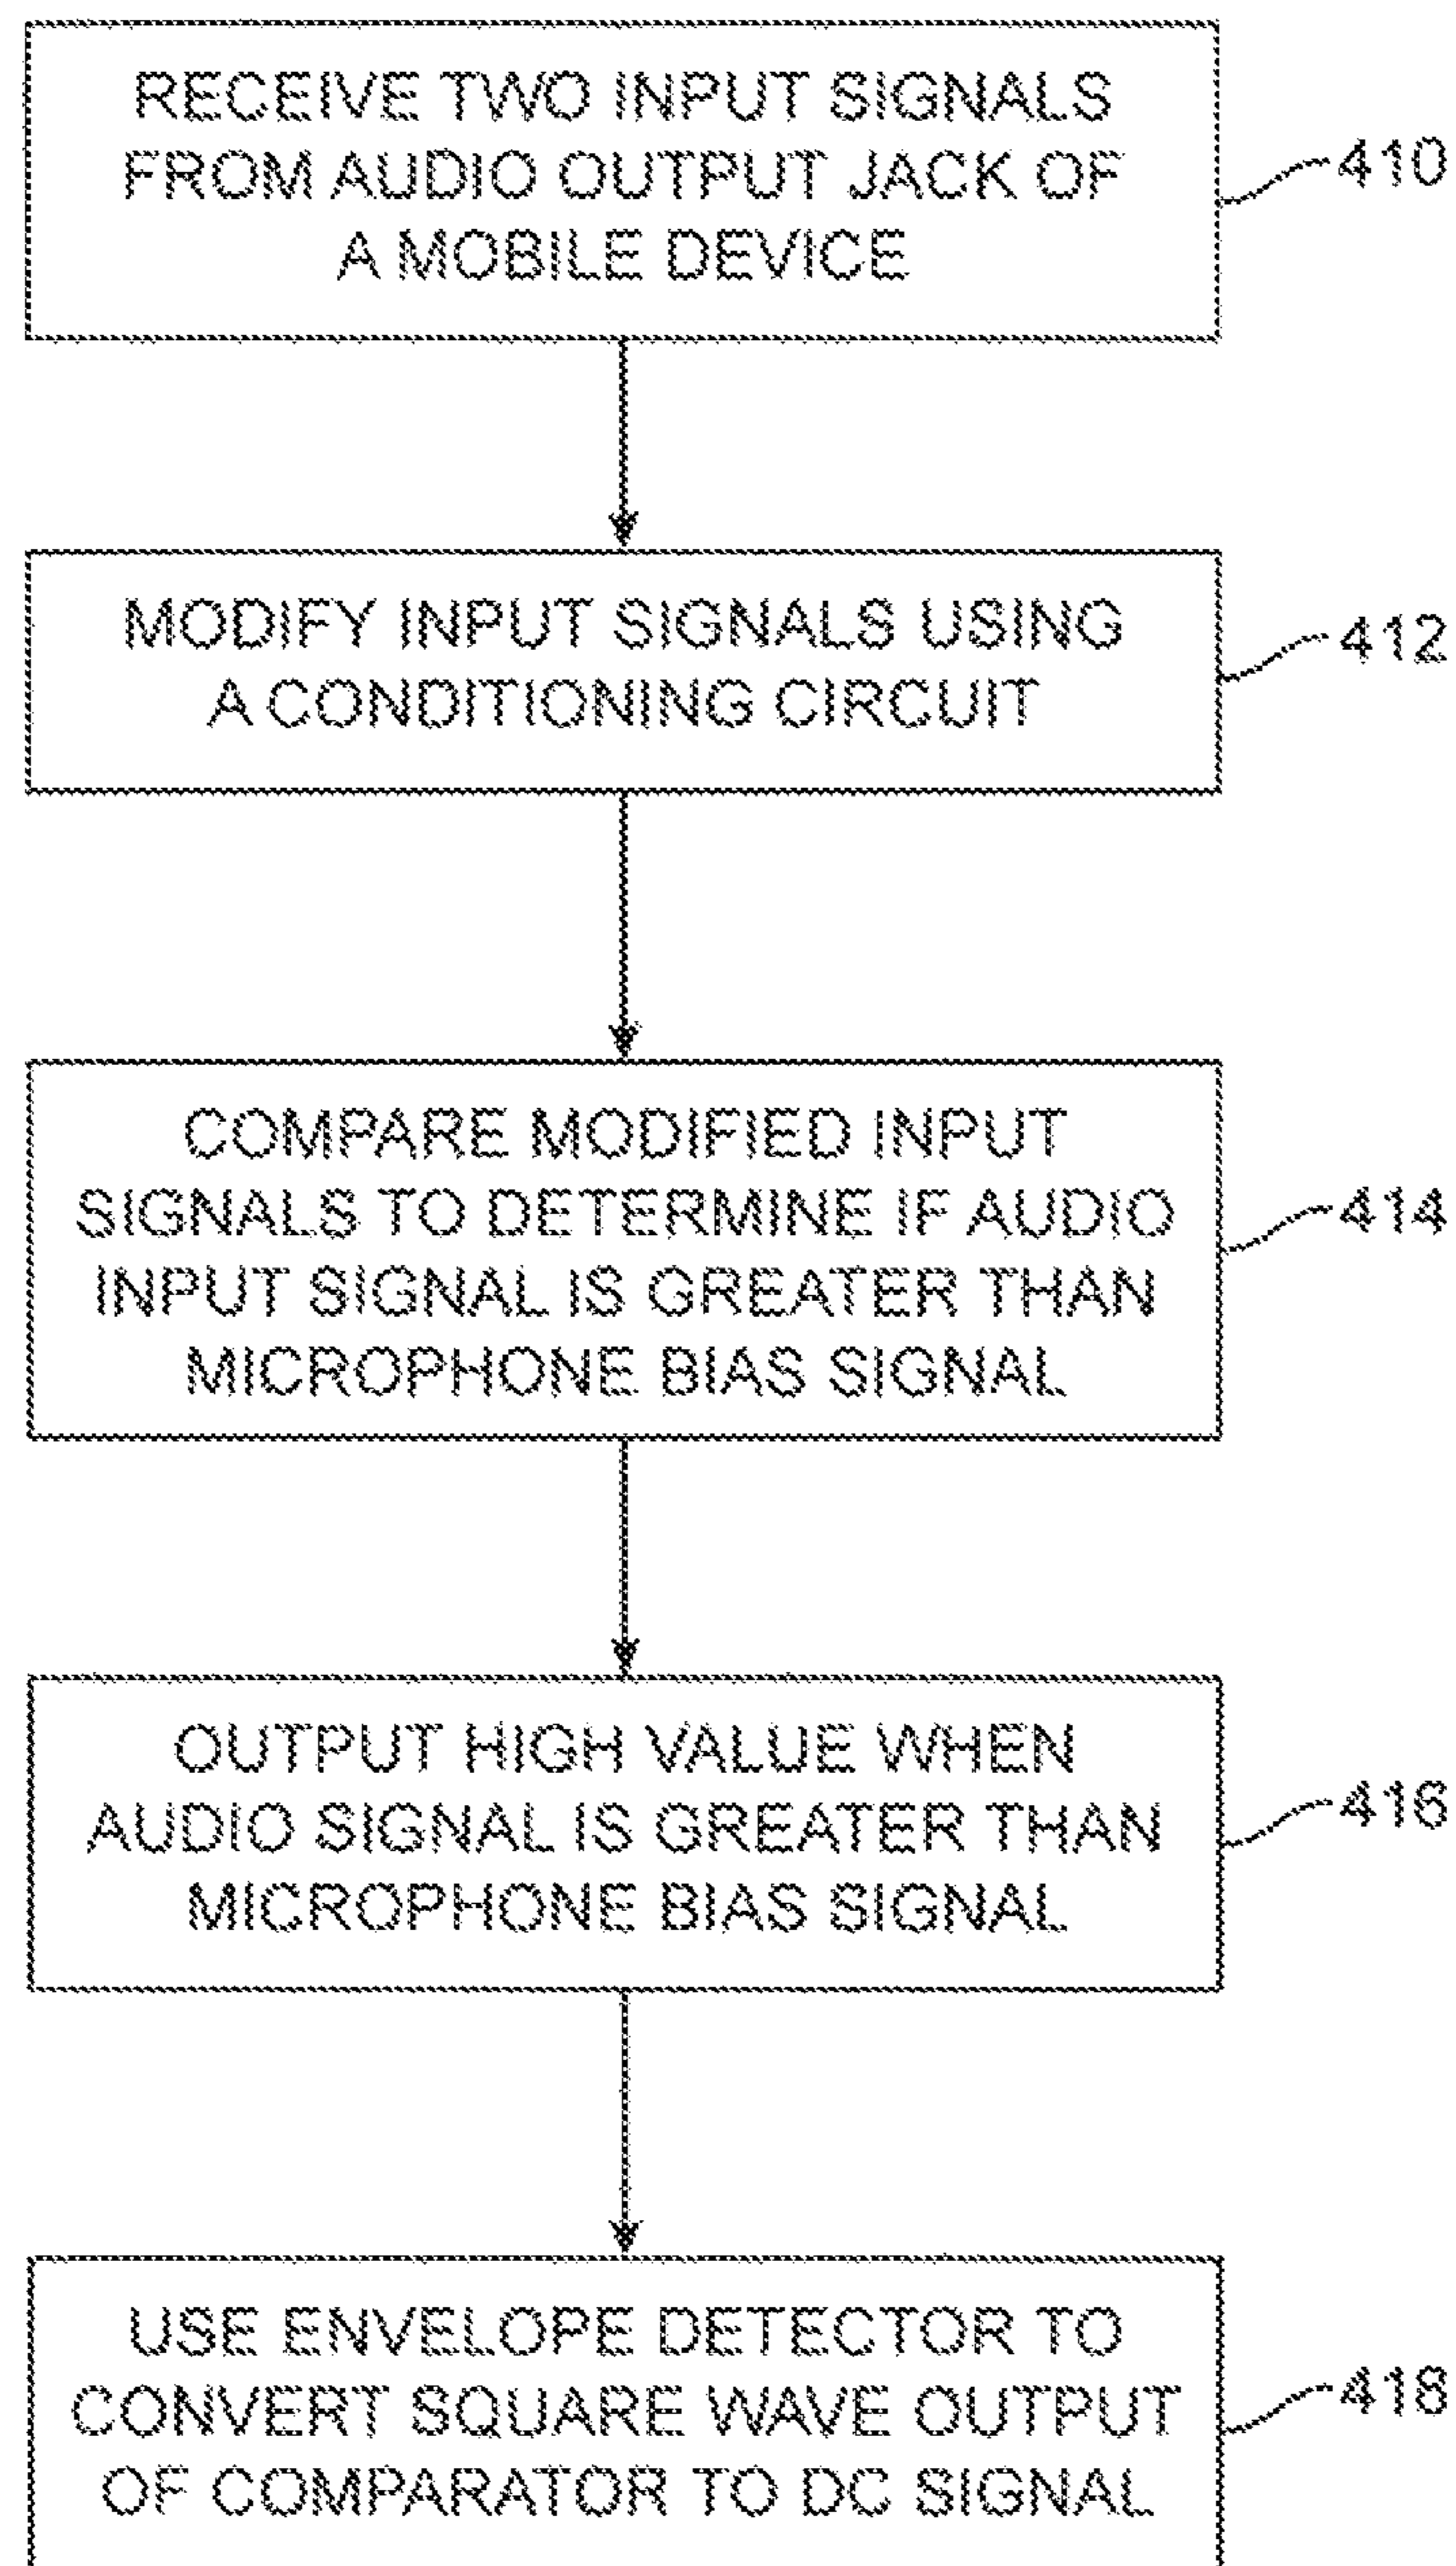 RECEIVE TWO INPUT SIGNALS
FROM AUDIO OUTPUT JACK OF
A MOBILE DEVICE
410
MODIFY INPUT SIGNALS USING
A CONDITIONING CIRCUIT
412
COMPARE MODIFIED INPUT
SIGNALS TO DETERMINE IF AUDIO
INPUT SIGNAL IS GREATER THAN
MICROPHONE BIAS SIGNAL
414
OUTPUT HIGH VALUE WHEN
AUDIO SIGNAL IS GREATER THAN
MICROPHONE BIAS SIGNAL
416
USE ENVELOPE DETECTOR TO
CONVERT SQUARE WAVE OUTPUT
OF COMPARATOR TO DC SIGNAL
418